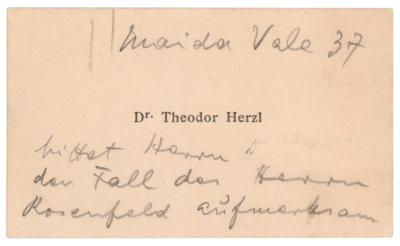 Maida Vale 37
Dr. Theodor Herzl
bittet Herrn
den Fall des Herrn
Rosenfeld aufmerksam